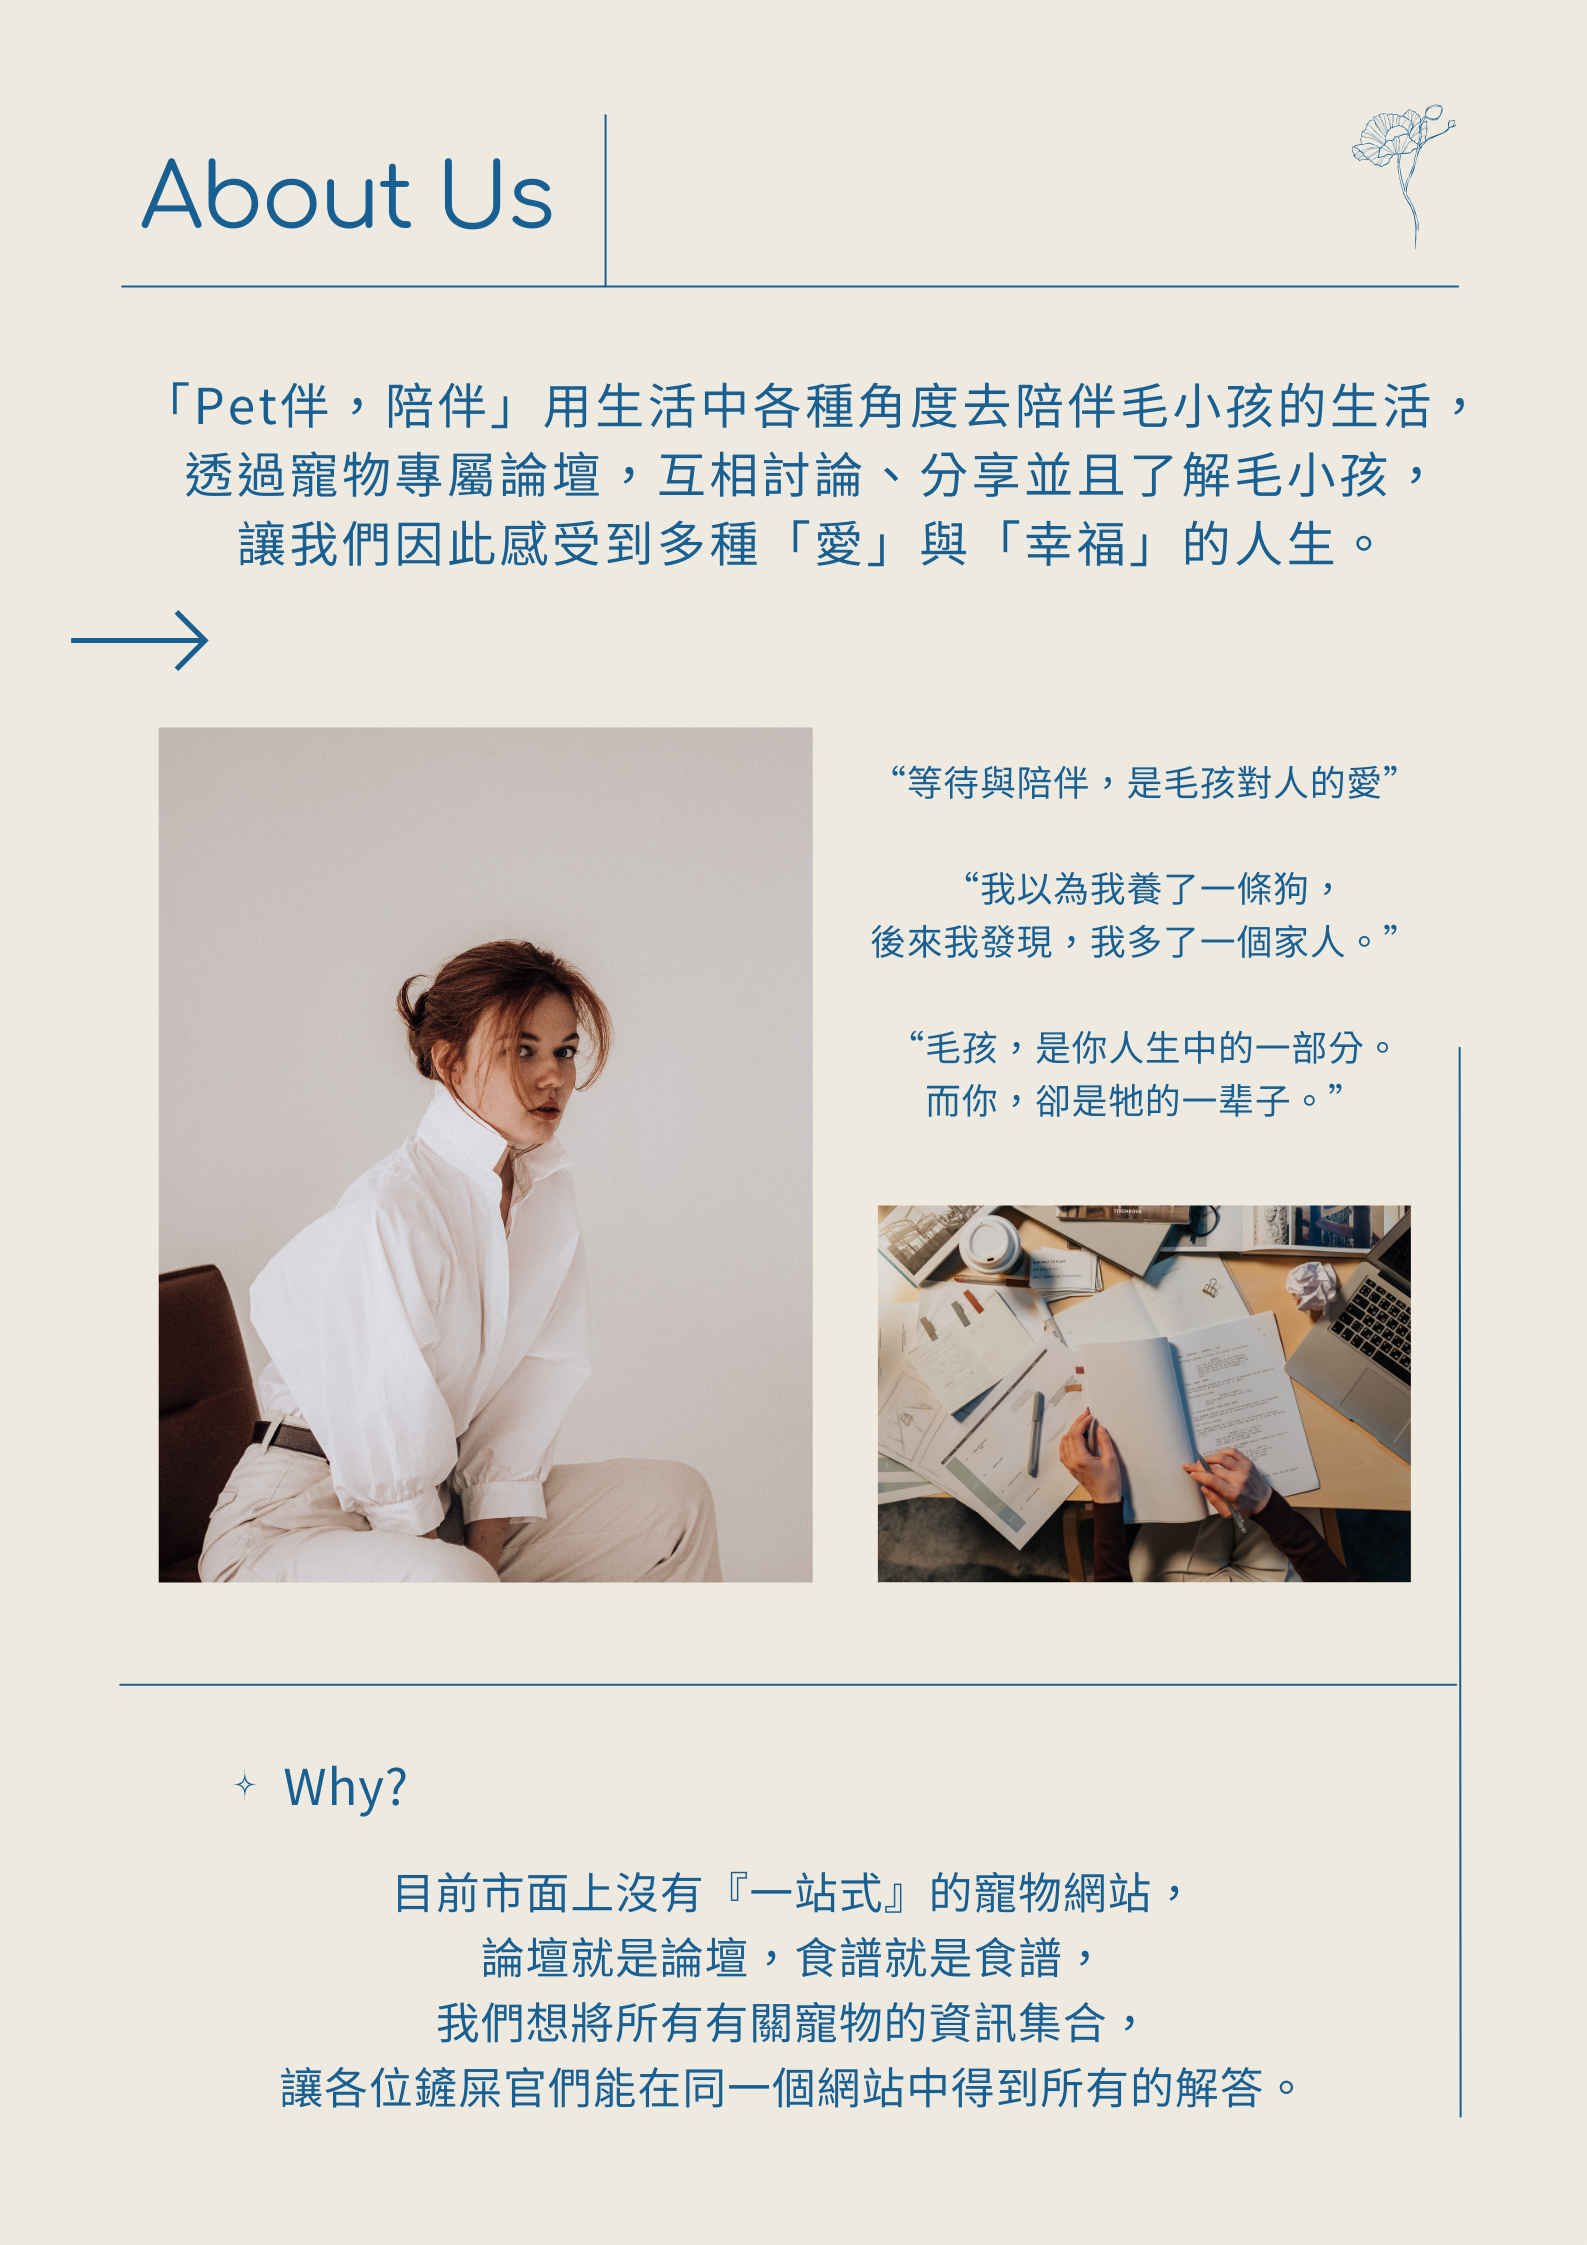 About Us
「Pet伴，陪伴」用生活中各種角度去陪伴毛小孩的生活，
透過寵物專屬論壇，互相討論、分享並且了解毛小孩，
讓我們因此感受到多種「愛」與「幸福」的人生。
“等待與陪伴，是毛孩對人的愛”
“我以為我養了一條狗，
後來我發現，我多了一個家人。”
“毛孩，是你人生中的一部分。
而你，卻是牠的一輩子。”
Why?
目前市面上沒有『一站式』的寵物網站，
論壇就是論壇，食譜就是食譜，
我們想將所有有關寵物的資訊集合，
讓各位鏟屎官們能在同一個網站中得到所有的解答。